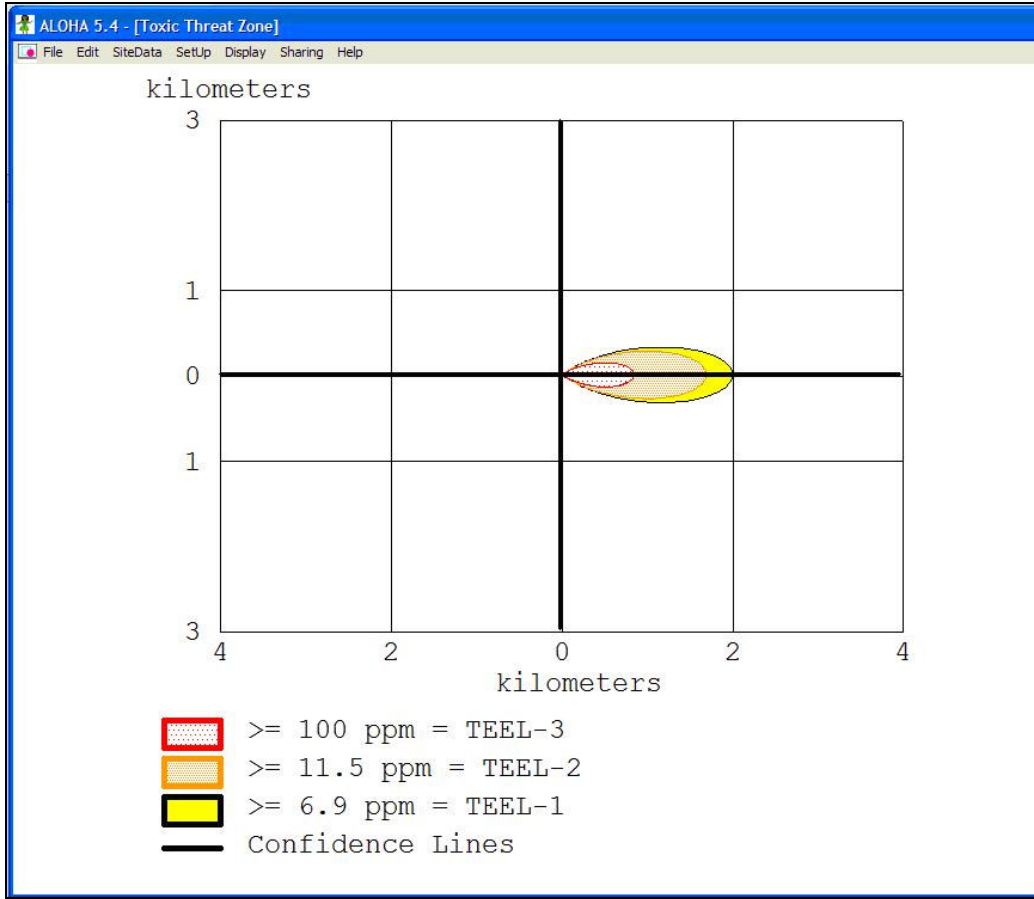 ALOHA 5.4 - [Toxic Threat Zone]
File Edit SiteData SetUp Display Sharing Help
kilometers
3
1
0
1
3
4 2 0 2 4
kilometers
>= 100 ppm = TEEL-3
>= 11.5 ppm = TEEL-2
>= 6.9 ppm = TEEL-1
Confidence Lines